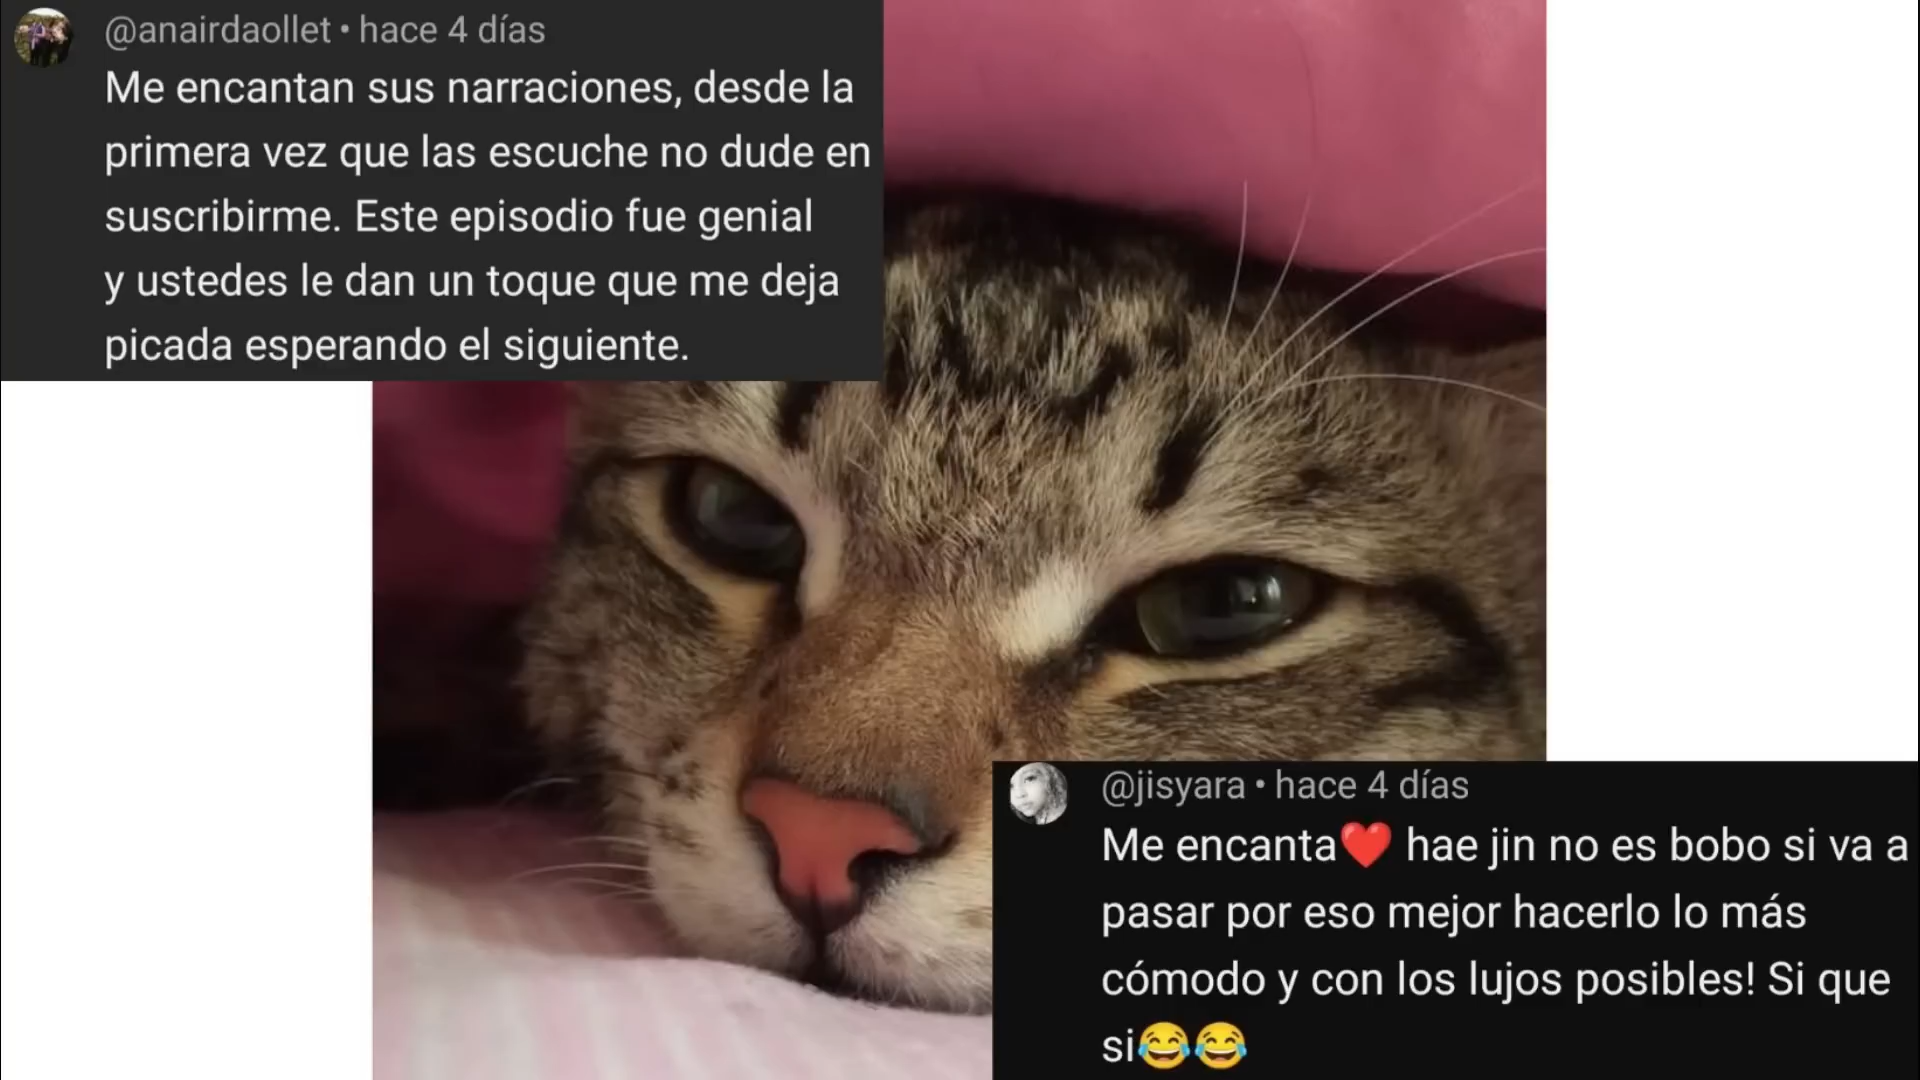 @anairdaollet • hace 4 días
Me encantan sus narraciones, desde la
primera vez que las escuche no dude en
suscribirme. Este episodio fue genial
y ustedes le dan un toque que me deja
picada esperando el siguiente.
@jisyara • hace 4 días
Me encanta❤️ hae jin no es bobo si va a
pasar por eso mejor hacerlo lo más
cómodo y con los lujos posibles! Si que
si😂😂